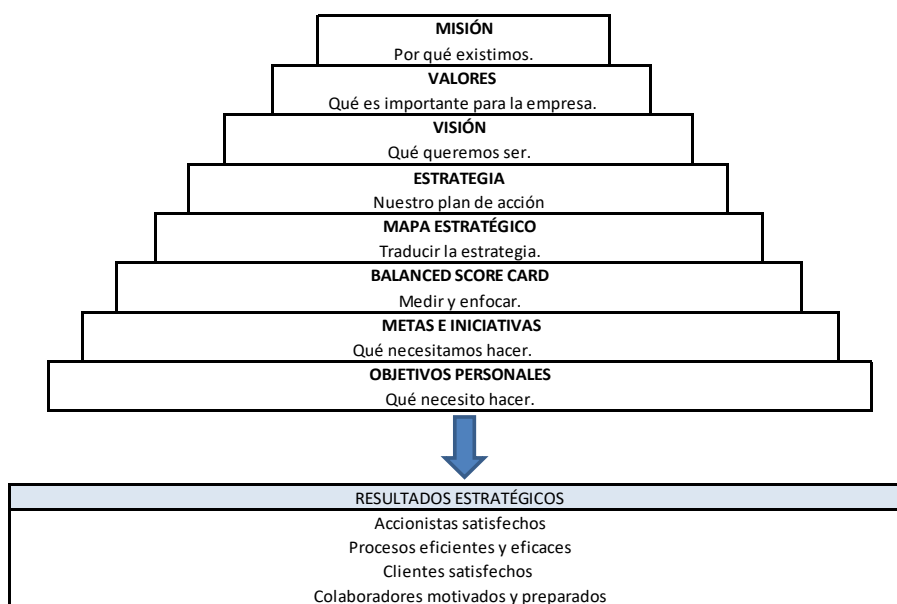 MISIÓN
Por qué existimos.
VALORES
Qué es importante para la empresa.
VISIÓN
Qué queremos ser.
ESTRATEGIA
Nuestro plan de acción
MAPA ESTRATÉGICO
Traducir la estrategia.
BALANCED SCORE CARD
Medir y enfocar.
METAS E INICIATIVAS
Qué necesitamos hacer.
OBJETIVOS PERSONALES
Qué necesito hacer.
RESULTADOS ESTRATÉGICOS
Accionistas satisfechos
Procesos eficientes y eficaces
Clientes satisfechos
Colaboradores motivados y preparados